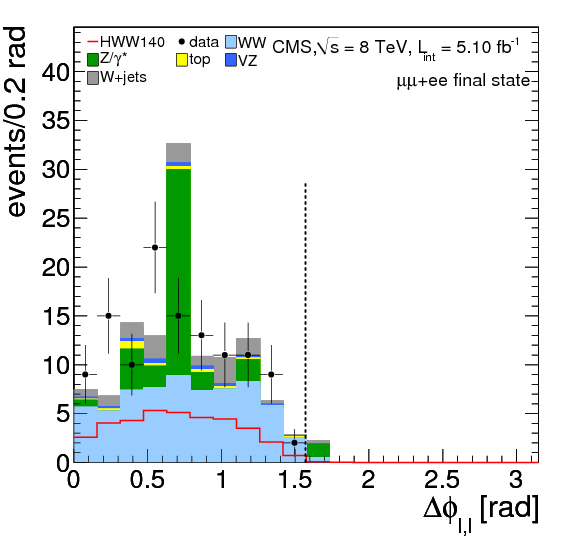 HWW140 data WW CMS,√s = 8 TeV, L_int = 5.10 fb⁻¹
Z/γ* top VZ
W+jets
μμ+ee final state
events/0.2 rad
40
35
30
25
20
15
10
5
0
0 0.5 1 1.5 2 2.5 3
Δϕ_l,l [rad]